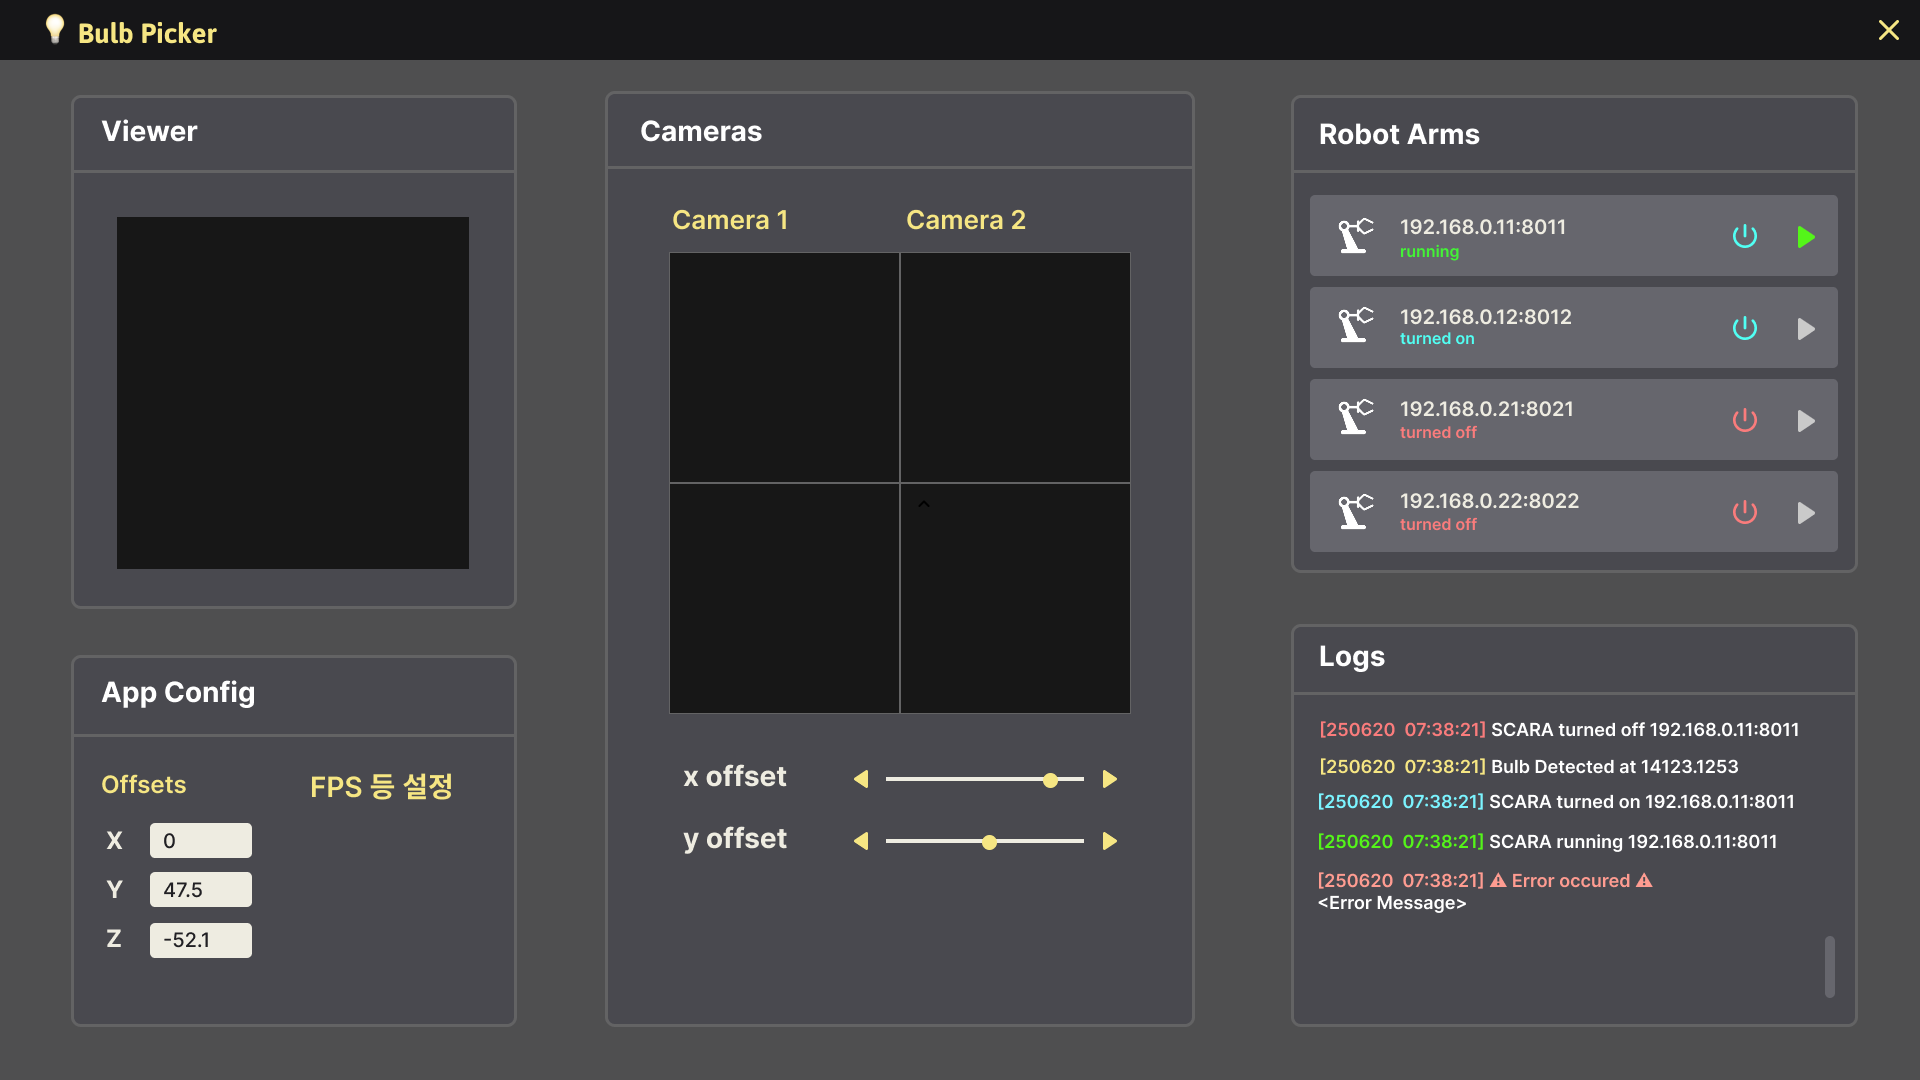 Bulb Picker
Viewer
App Config
Offsets
FPS 등 설정
X
0
Y
47.5
Z
-52.1
Cameras
Camera 1
Camera 2
x offset
y offset
Robot Arms
192.168.0.11:8011
running
192.168.0.12:8012
turned on
192.168.0.21:8021
turned off
192.168.0.22:8022
turned off
Logs
[250620 07:38:21] SCARA turned off 192.168.0.11:8011
[250620 07:38:21] Bulb Detected at 14123.1253
[250620 07:38:21] SCARA turned on 192.168.0.11:8011
[250620 07:38:21] SCARA running 192.168.0.11:8011
[250620 07:38:21] ⚠ Error occured ⚠
<Error Message>